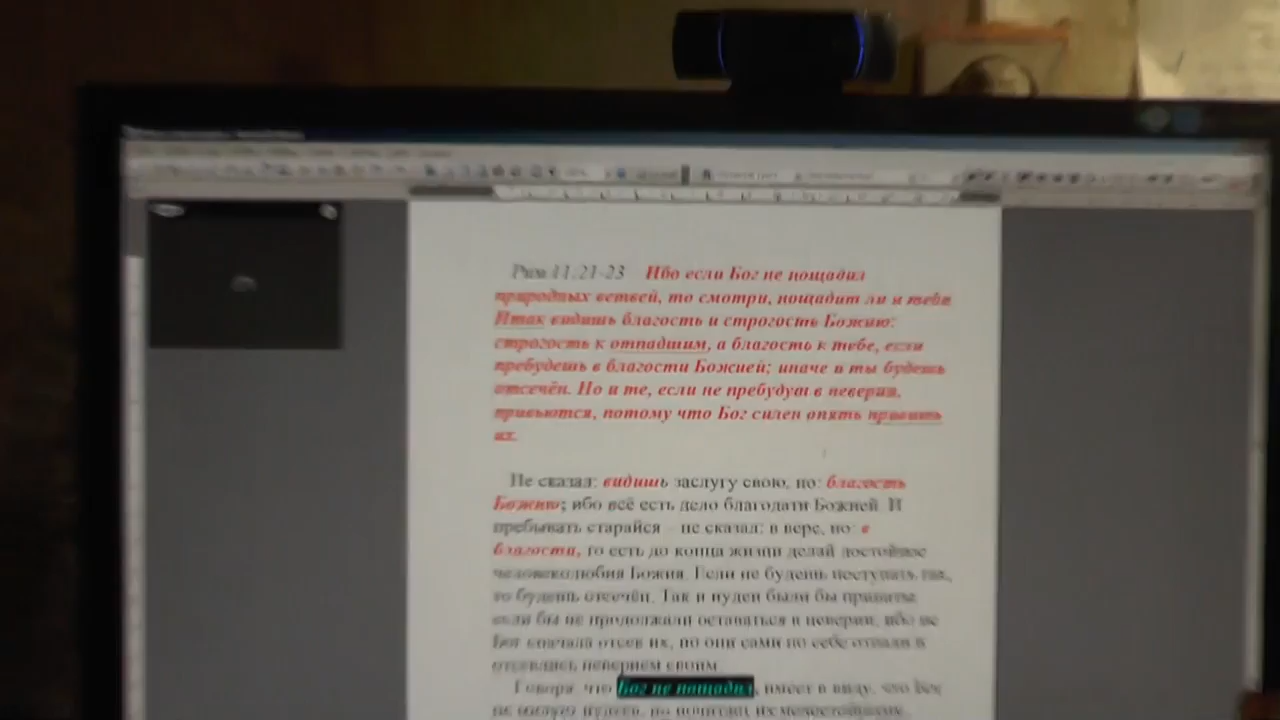 Рим 11.21-23 Ибо если Бог не пощадил
природных ветвей, то смотри, пощадит ли и тебя
Итак видишь благость и строгость Божию:
строгость к отпадшим, а благость к тебе, если
пребудешь в благости Божией; иначе и ты будешь
отсечён. Но и те, если не пребудут в неверии,
привьются, потому что Бог силен опять привить
их.
Не сказал: видишь заслугу свою, но: благость
Божию; ибо всё есть дело благодати Божией. И
пребывать старайся – не сказал: в вере, но: в
благости, то есть до конца жизни делай достойное
человеколюбия Божия. Если не будешь поступать так,
то будешь отсечён. Так и иудеи были бы привиты,
если бы не продолжали оставаться в неверии, ибо не
Бог сначала отсек их, но они сами по себе отпали и
отсеклись неверием своим
Говоря, что Бог не пощадил, имеет в виду, что Бог
не